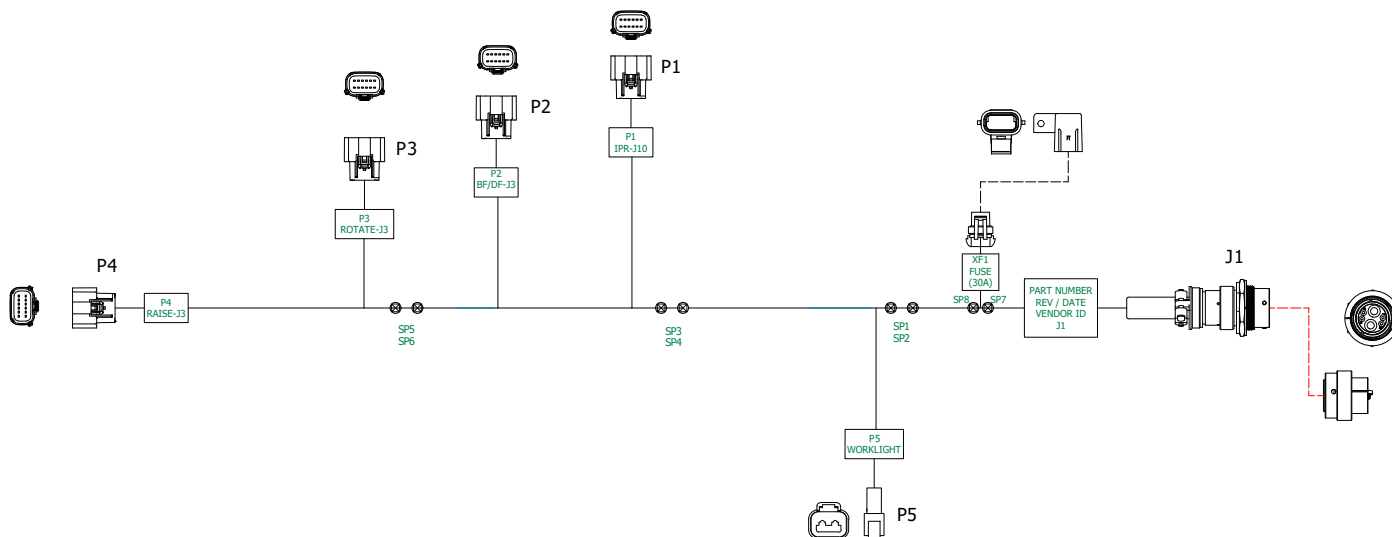 P1
P2
P3
P4
P1
IPR-J10
P2
BF/DF-J3
P3
ROTATE-J3
P4
RAISE-J3
XF1
FUSE
(30A)
J1
PART NUMBER
REV / DATE
VENDOR ID
J1
SP8
SP7
SP5
SP6
SP3
SP4
SP1
SP2
P5
WORKLIGHT
P5